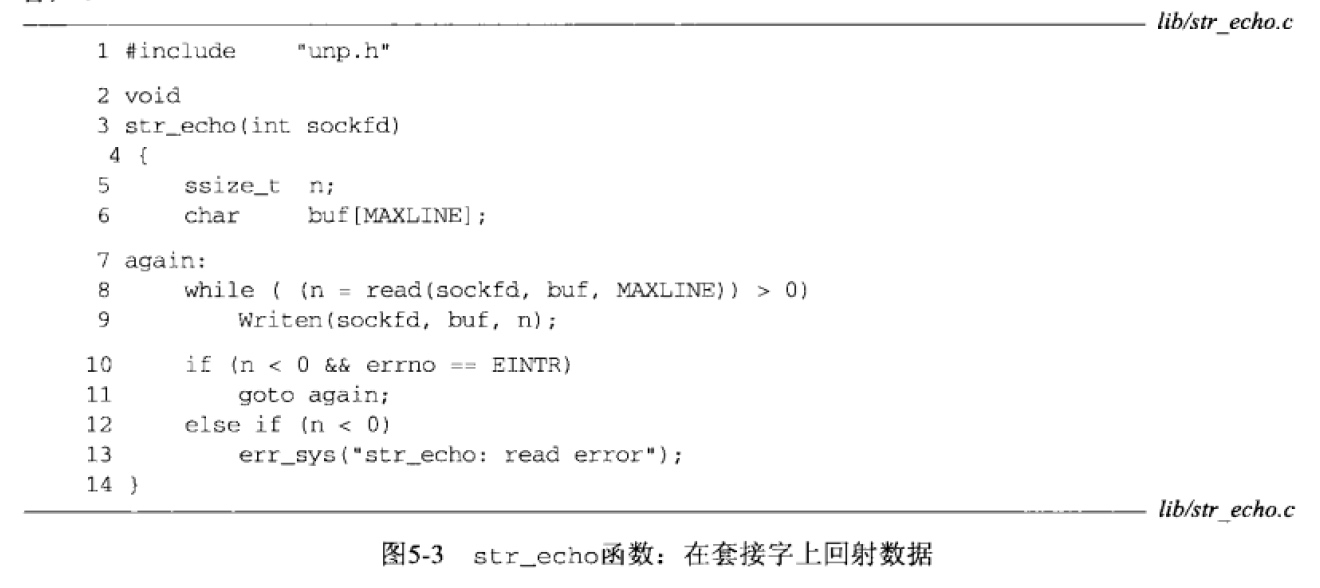 lib/str_echo.c
1 #include "unp.h"
2 void
3 str_echo(int sockfd)
4 {
5 ssize_t n;
6 char buf[MAXLINE];
7 again:
8 while ( (n = read(sockfd, buf, MAXLINE)) > 0)
9 Writen(sockfd, buf, n);
10 if (n < 0 && errno == EINTR)
11 goto again;
12 else if (n < 0)
13 err_sys("str_echo: read error");
14 }
lib/str_echo.c
图5-3 str_echo函数：在套接字上回射数据